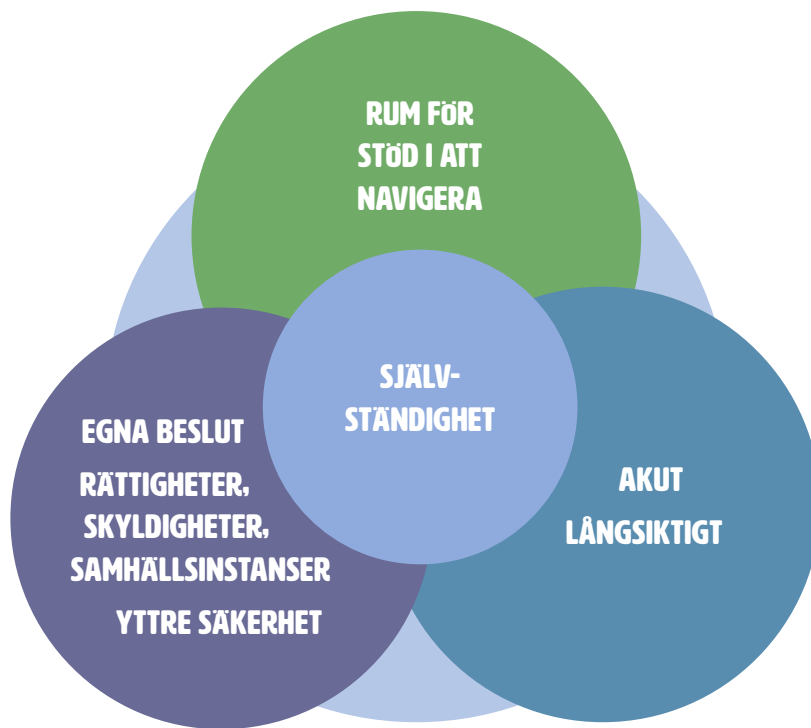 RUM FÖR
STÖD I ATT
NAVIGERA
SJÄLV-
STÄNDIGHET
EGNA BESLUT
RÄTTIGHETER,
SKYLDIGHETER,
SAMHÄLLSINSTANSER
YTTRE SÄKERHET
AKUT
LÅNGSIKTIGT